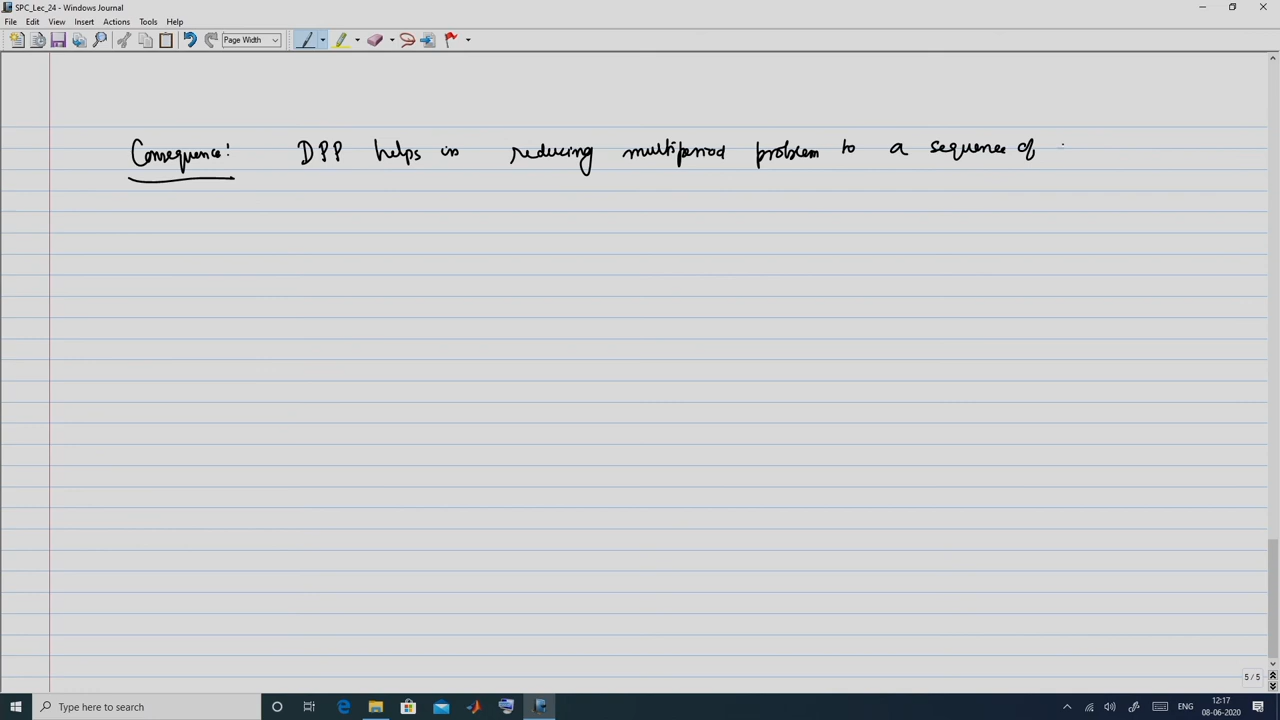 SPC_Lec_24 - Windows Journal
File Edit View Insert Actions Tools Help
Page Width
Consequence: DPP helps in reducing multiperiod problem to a sequence of
5 / 5
Type here to search
ENG
12:17
08-06-2020